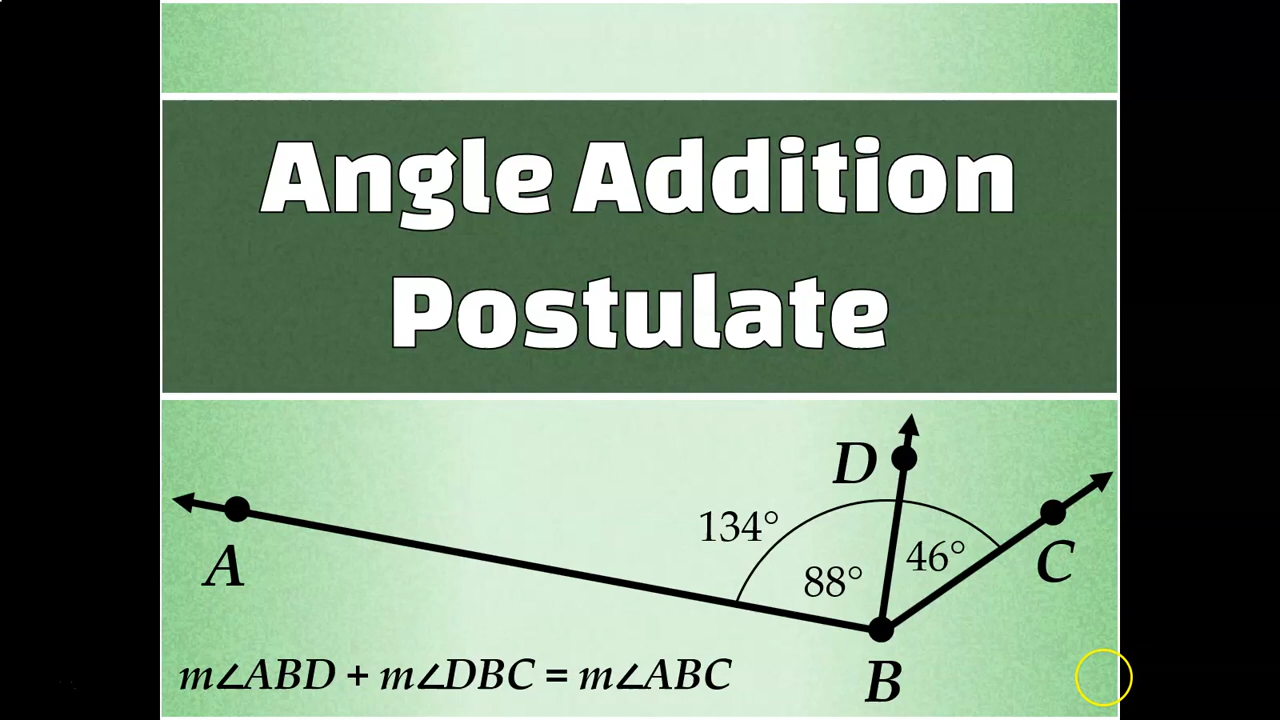 Angle Addition
Postulate
D
134°
46°
88°
A
C
m∠ABD + m∠DBC = m∠ABC
B